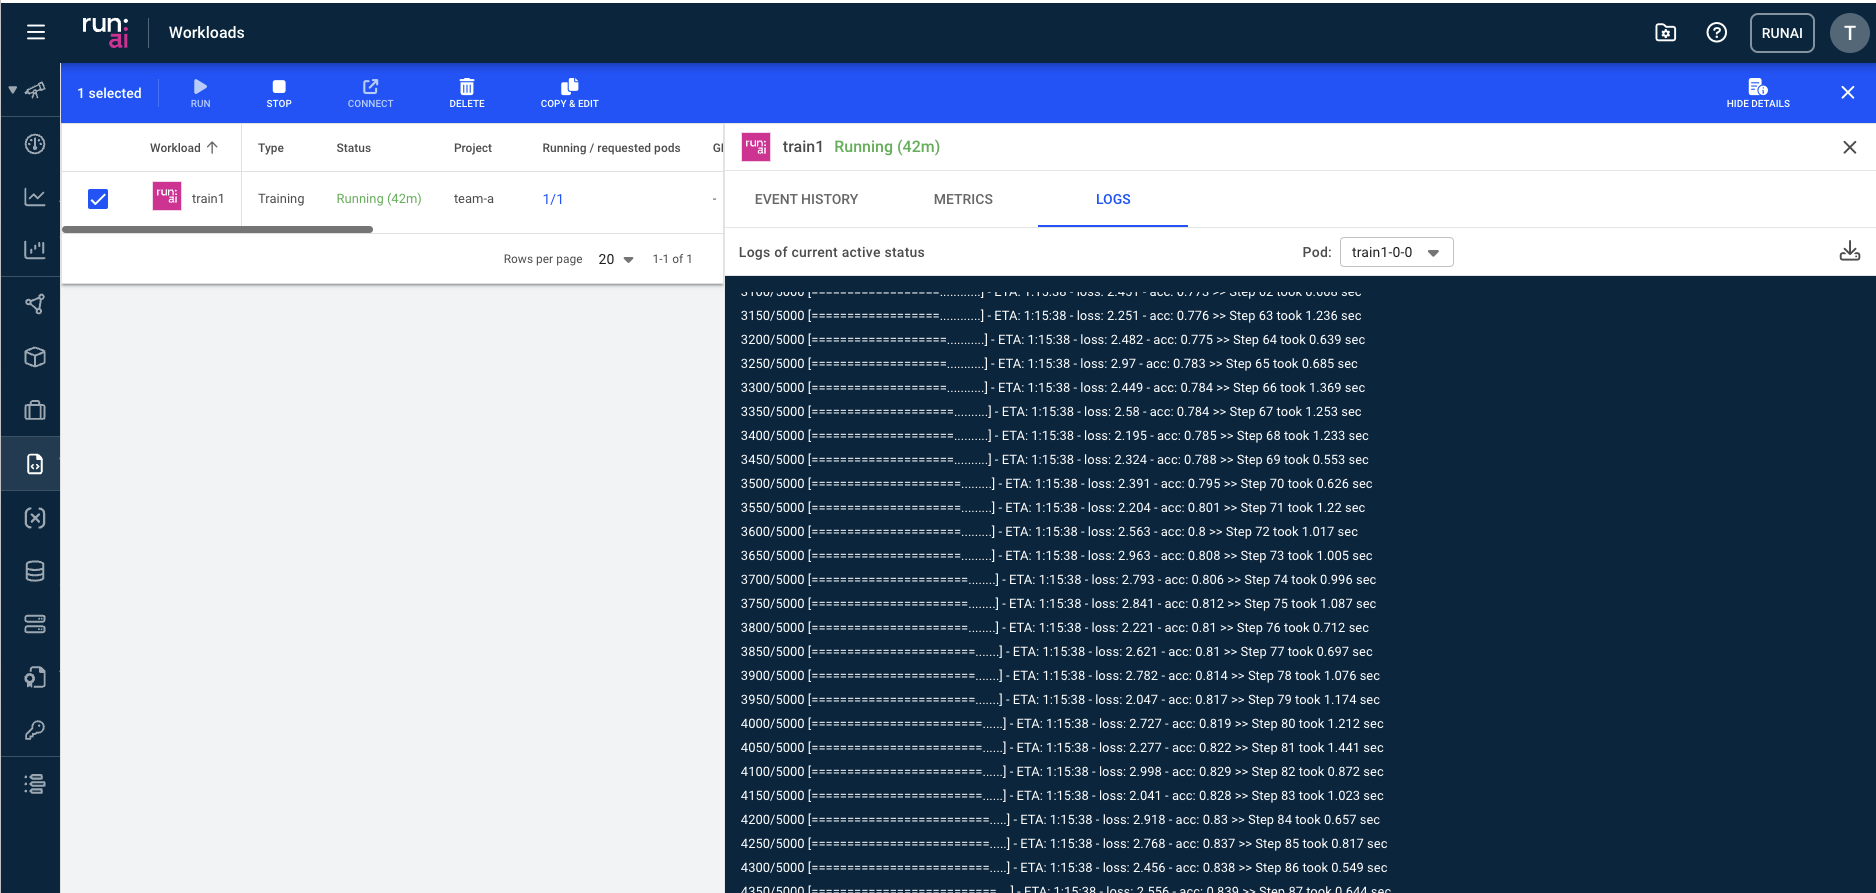 run:
ai
Workloads
RUNAI
T
1 selected
RUN
STOP
CONNECT
DELETE
COPY & EDIT
HIDE DETAILS
Workload
Type
Status
Project
Running / requested pods
run:
ai
train1
Training
Running (42m)
team-a
1/1
-
Rows per page
20
1-1 of 1
run:
ai
train1 Running (42m)
EVENT HISTORY
METRICS
LOGS
Logs of current active status
Pod:
train1-0-0
3150/5000 [==================............] - ETA: 1:15:38 - loss: 2.251 - acc: 0.776 >> Step 63 took 1.236 sec
3200/5000 [===================...........] - ETA: 1:15:38 - loss: 2.482 - acc: 0.775 >> Step 64 took 0.639 sec
3250/5000 [===================...........] - ETA: 1:15:38 - loss: 2.97 - acc: 0.783 >> Step 65 took 0.685 sec
3300/5000 [===================...........] - ETA: 1:15:38 - loss: 2.449 - acc: 0.784 >> Step 66 took 1.369 sec
3350/5000 [====================..........] - ETA: 1:15:38 - loss: 2.58 - acc: 0.784 >> Step 67 took 1.253 sec
3400/5000 [====================..........] - ETA: 1:15:38 - loss: 2.195 - acc: 0.785 >> Step 68 took 1.233 sec
3450/5000 [====================..........] - ETA: 1:15:38 - loss: 2.324 - acc: 0.788 >> Step 69 took 0.553 sec
3500/5000 [=====================.........] - ETA: 1:15:38 - loss: 2.391 - acc: 0.795 >> Step 70 took 0.626 sec
3550/5000 [=====================.........] - ETA: 1:15:38 - loss: 2.204 - acc: 0.801 >> Step 71 took 1.22 sec
3600/5000 [=====================.........] - ETA: 1:15:38 - loss: 2.563 - acc: 0.8 >> Step 72 took 1.017 sec
3650/5000 [=====================.........] - ETA: 1:15:38 - loss: 2.963 - acc: 0.808 >> Step 73 took 1.005 sec
3700/5000 [======================........] - ETA: 1:15:38 - loss: 2.793 - acc: 0.806 >> Step 74 took 0.996 sec
3750/5000 [======================........] - ETA: 1:15:38 - loss: 2.841 - acc: 0.812 >> Step 75 took 1.087 sec
3800/5000 [======================........] - ETA: 1:15:38 - loss: 2.221 - acc: 0.81 >> Step 76 took 0.712 sec
3850/5000 [=======================.......] - ETA: 1:15:38 - loss: 2.621 - acc: 0.81 >> Step 77 took 0.697 sec
3900/5000 [=======================.......] - ETA: 1:15:38 - loss: 2.782 - acc: 0.814 >> Step 78 took 1.076 sec
3950/5000 [=======================.......] - ETA: 1:15:38 - loss: 2.047 - acc: 0.817 >> Step 79 took 1.174 sec
4000/5000 [========================......] - ETA: 1:15:38 - loss: 2.727 - acc: 0.819 >> Step 80 took 1.212 sec
4050/5000 [========================......] - ETA: 1:15:38 - loss: 2.277 - acc: 0.822 >> Step 81 took 1.441 sec
4100/5000 [========================......] - ETA: 1:15:38 - loss: 2.998 - acc: 0.829 >> Step 82 took 0.872 sec
4150/5000 [========================......] - ETA: 1:15:38 - loss: 2.041 - acc: 0.828 >> Step 83 took 1.023 sec
4200/5000 [=========================.....] - ETA: 1:15:38 - loss: 2.918 - acc: 0.83 >> Step 84 took 0.657 sec
4250/5000 [=========================.....] - ETA: 1:15:38 - loss: 2.768 - acc: 0.837 >> Step 85 took 0.817 sec
4300/5000 [=========================.....] - ETA: 1:15:38 - loss: 2.456 - acc: 0.838 >> Step 86 took 0.549 sec
4350/5000 [==========================....] - ETA: 1:15:38 - loss: 2.556 - acc: 0.839 >> Step 87 took 0.644 sec